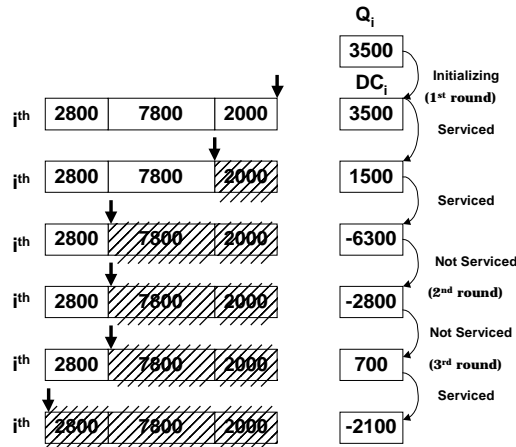 Qi
3500
Initializing
DCi
(1st round)
ith 2800 7800 2000 3500
Serviced
ith 2800 7800 2000 1500
Serviced
ith 2800 7800 2000 -6300
Not Serviced
ith 2800 7800 2000 -2800
(2nd round)
Not Serviced
ith 2800 7800 2000 700
(3rd round)
Serviced
ith 2800 7800 2000 -2100